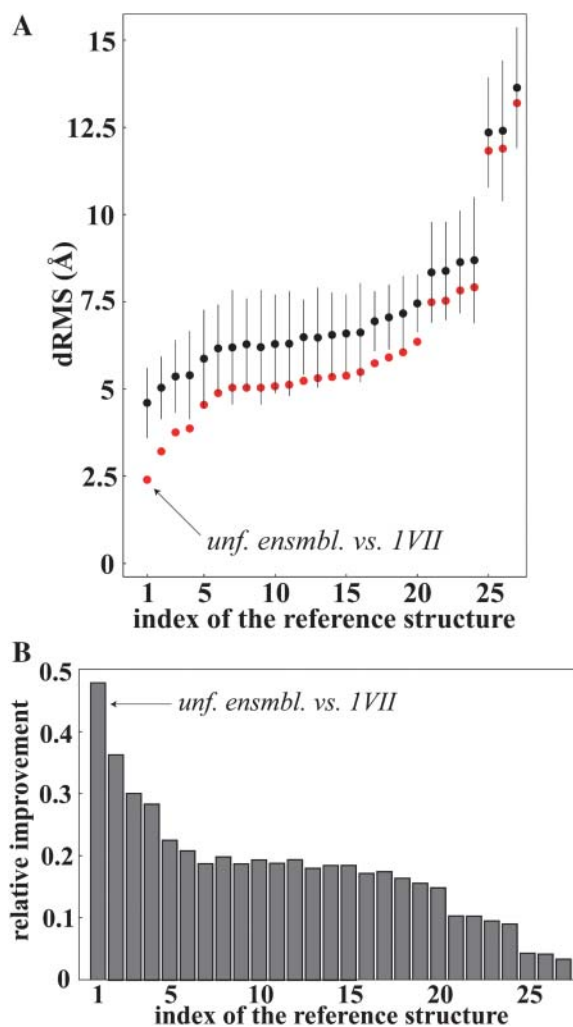 A
15
12.5
10
7.5
5
2.5
0
dRMS (Å)
unf. ensmbl. vs. 1VII
1 5 10 15 20 25
index of the reference structure
B
0.5
0.4
0.3
0.2
0.1
0
relative improvement
unf. ensmbl. vs. 1VII
1 5 10 15 20 25
index of the reference structure